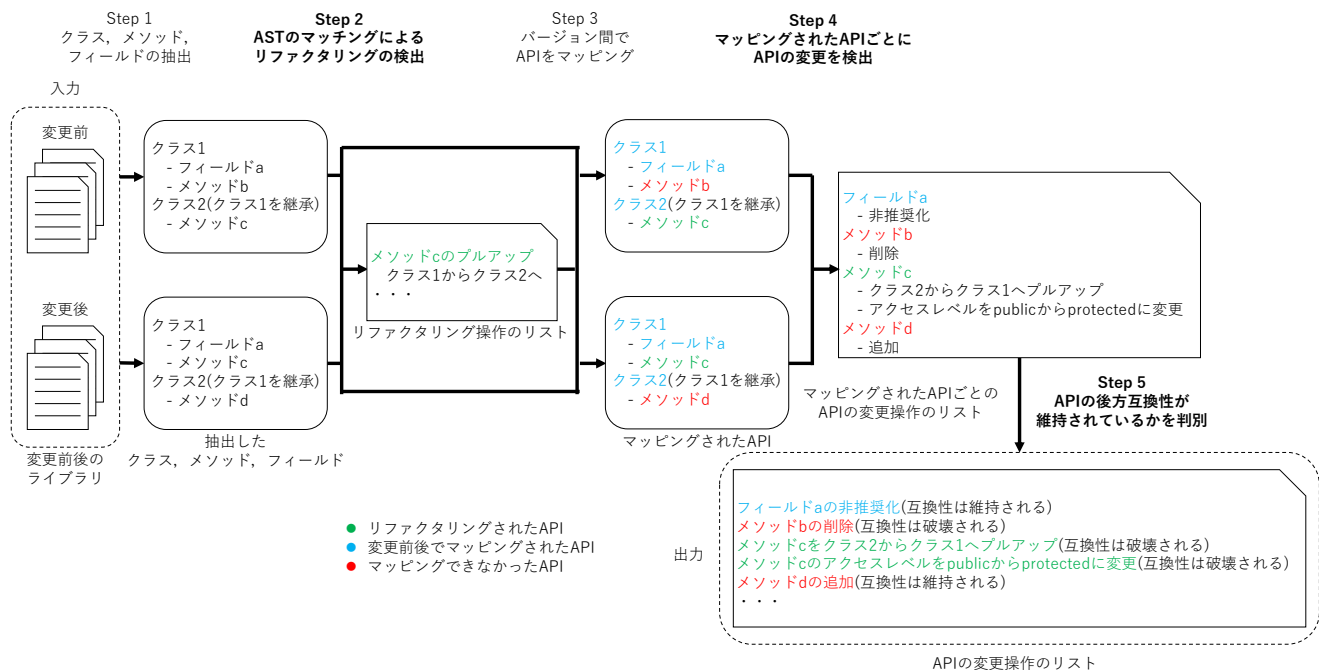 Step 1
クラス，メソッド，
フィールドの抽出
Step 2
ASTのマッチングによる
リファクタリングの検出
Step 3
バージョン間で
APIをマッピング
Step 4
マッピングされたAPIごとに
APIの変更を検出
入力
変更前
変更後
変更前後の
ライブラリ
クラス1
- フィールドa
- メソッドb
クラス2(クラス1を継承)
- メソッドc
クラス1
- フィールドa
- メソッドc
クラス2(クラス1を継承)
- メソッドd
抽出した
クラス，メソッド，フィールド
メソッドcのプルアップ
クラス1からクラス2へ
・・・
リファクタリング操作のリスト
クラス1
- フィールドa
- メソッドb
クラス2(クラス1を継承)
- メソッドc
クラス1
- フィールドa
- メソッドc
クラス2(クラス1を継承)
- メソッドd
マッピングされたAPI
フィールドa
- 非推奨化
メソッドb
- 削除
メソッドc
- クラス2からクラス1へプルアップ
- アクセスレベルをpublicからprotectedに変更
メソッドd
- 追加
マッピングされたAPIごとの
APIの変更操作のリスト
Step 5
APIの後方互換性が
維持されているかを判別
● リファクタリングされたAPI
● 変更前後でマッピングされたAPI
● マッピングできなかったAPI
出力
フィールドaの非推奨化(互換性は維持される)
メソッドbの削除(互換性は破壊される)
メソッドcをクラス2からクラス1へプルアップ(互換性は破壊される)
メソッドcのアクセスレベルをpublicからprotectedに変更(互換性は破壊される)
メソッドdの追加(互換性は維持される)
・・・
APIの変更操作のリスト